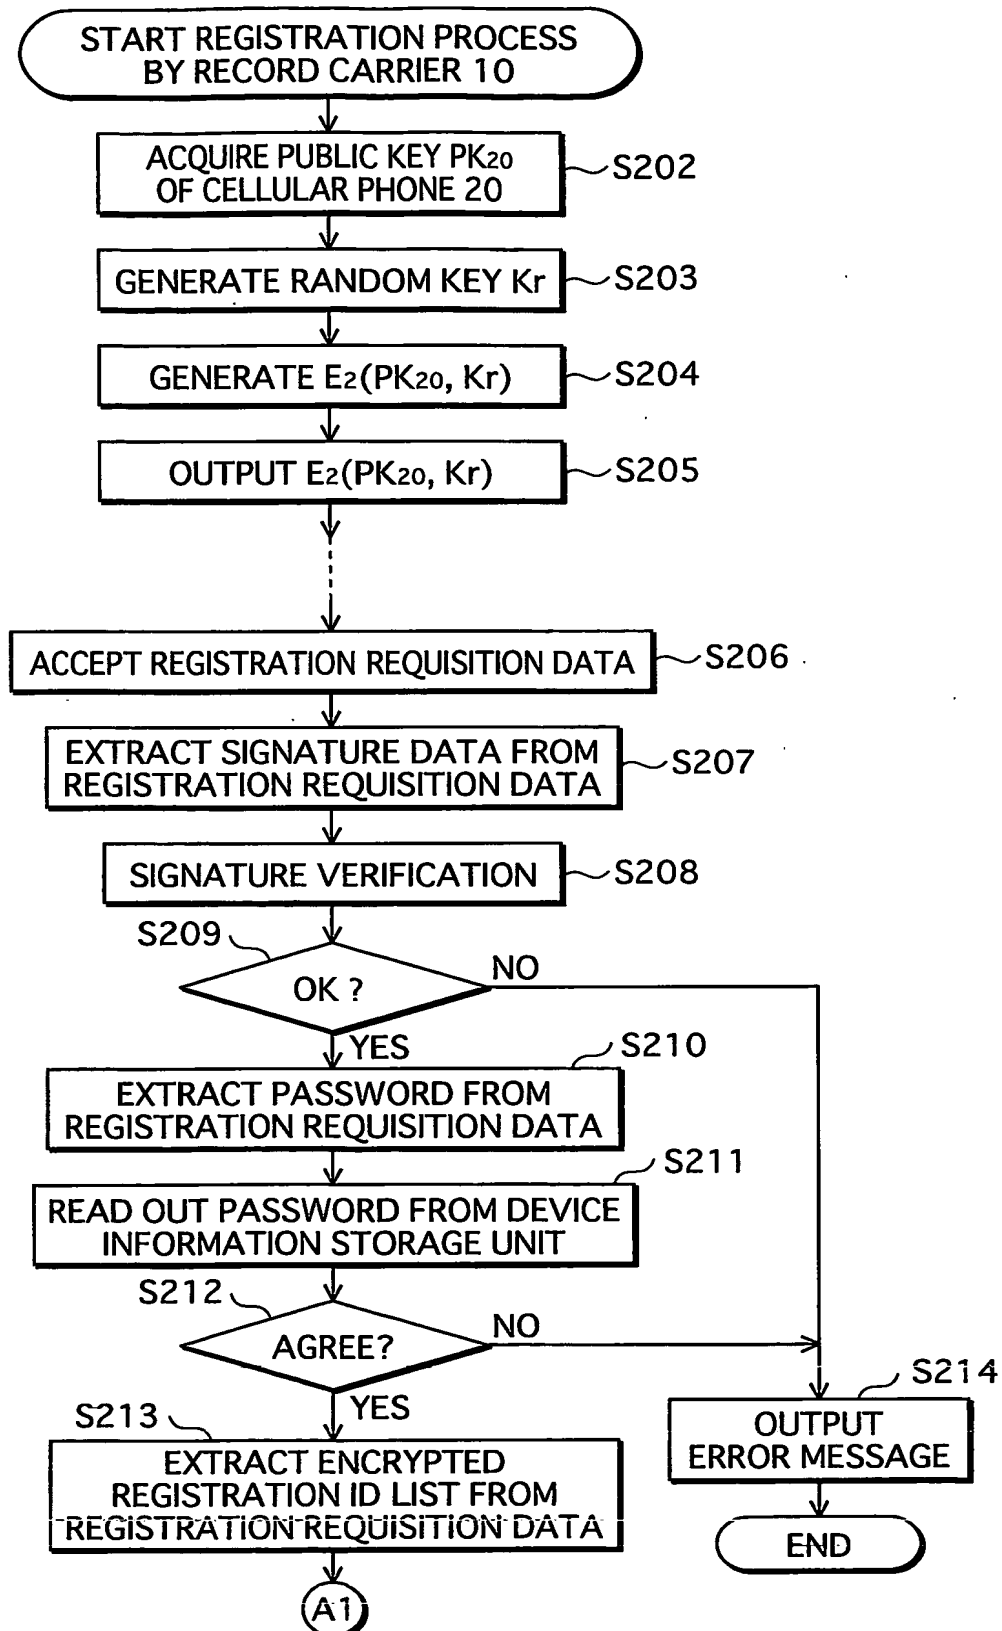 START REGISTRATION PROCESS
BY RECORD CARRIER 10
ACQUIRE PUBLIC KEY PK20
OF CELLULAR PHONE 20
S202
GENERATE RANDOM KEY Kr
S203
GENERATE E2(PK20, Kr)
S204
OUTPUT E2(PK20, Kr)
S205
ACCEPT REGISTRATION REQUISITION DATA
S206
EXTRACT SIGNATURE DATA FROM
REGISTRATION REQUISITION DATA
S207
SIGNATURE VERIFICATION
S208
S209
OK ?
NO
YES
S210
EXTRACT PASSWORD FROM
REGISTRATION REQUISITION DATA
S211
READ OUT PASSWORD FROM DEVICE
INFORMATION STORAGE UNIT
S212
AGREE?
NO
YES
S213
EXTRACT ENCRYPTED
REGISTRATION ID LIST FROM
REGISTRATION REQUISITION DATA
A1
S214
OUTPUT
ERROR MESSAGE
END